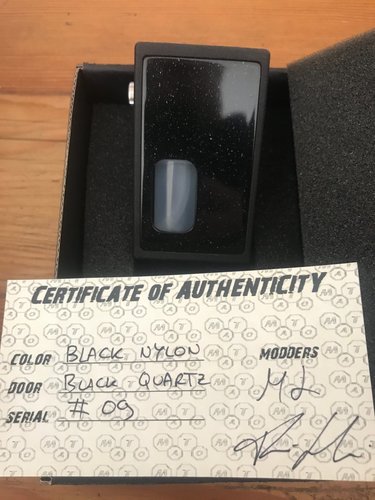 CERTIFICATE OF AUTHENTICITY
COLOR BLACK NYLON
MODDERS
DOOR BLACK QUARTZ
SERIAL # 09